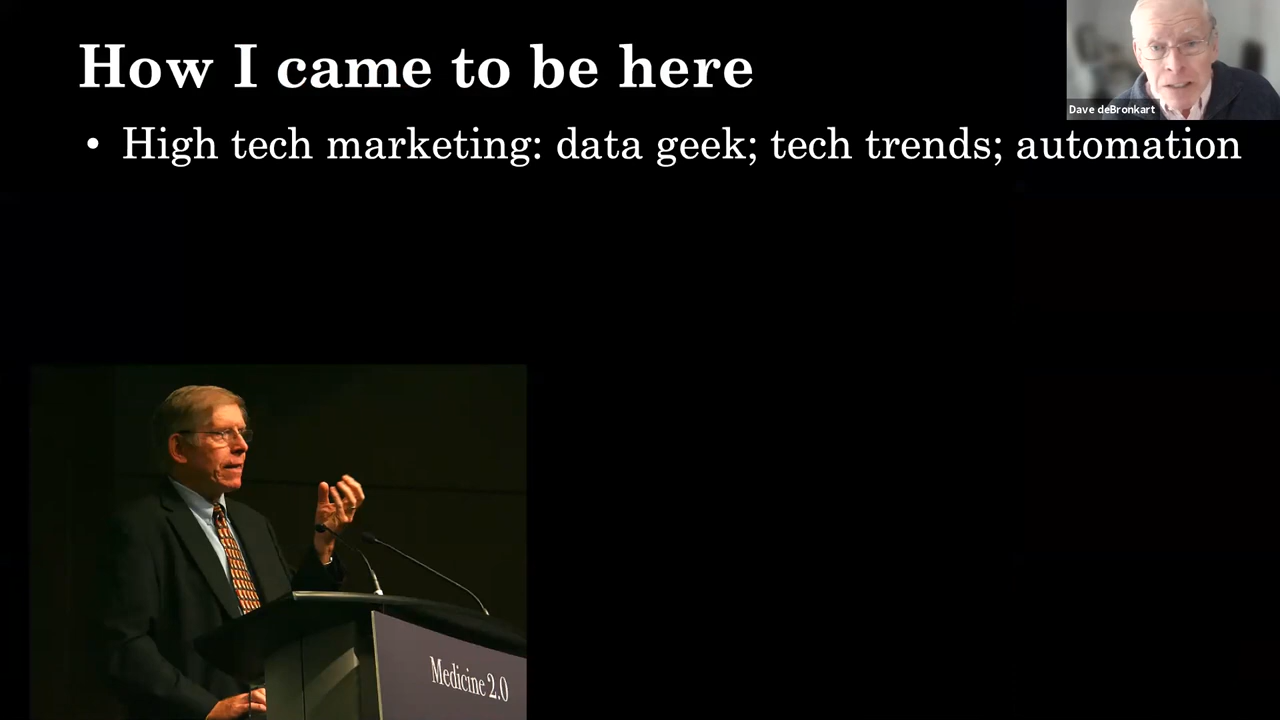 How I came to be here
Dave deBronkart
• High tech marketing: data geek; tech trends; automation
Medicine 2.0